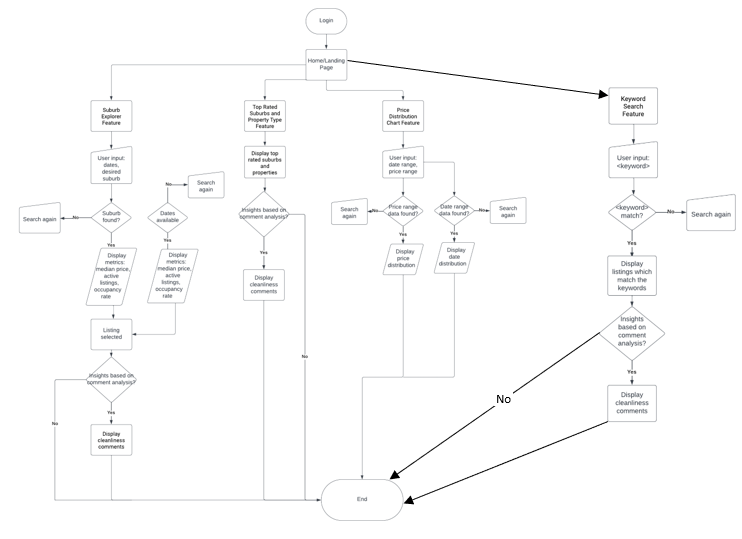 Login
Home/Landing
Page
Suburb
Explorer
Feature
User input:
dates,
desired
suburb
No
Search
again
Search again
No
Suburb
found?
Dates
available
Yes
Yes
Display
metrics:
median price,
active
listings,
occupancy
rate
Display
metrics:
median price,
active
listings,
occupancy
rate
Listing
selected
Insights based on
comment analysis?
No
Yes
Display
cleanliness
comments
Top Rated
Suburbs and
Property Type
Feature
Display top
rated suburbs
and
properties
Insights based on
comment analysis?
Yes
Display
cleanliness
comments
No
Price
Distribution
Chart Feature
User input:
date range,
price range
Search
again
No
Price range
data found?
Date range
data found?
No
Search
again
Yes
Yes
Display
price
distribution
Display
date
distribution
Keyword
Search
Feature
User input:
<keyword>
<keyword>
match?
No
Search again
Yes
Display
listings which
match the
keywords
Insights
based on
comment
analysis?
Yes
No
Display
cleanliness
comments
End